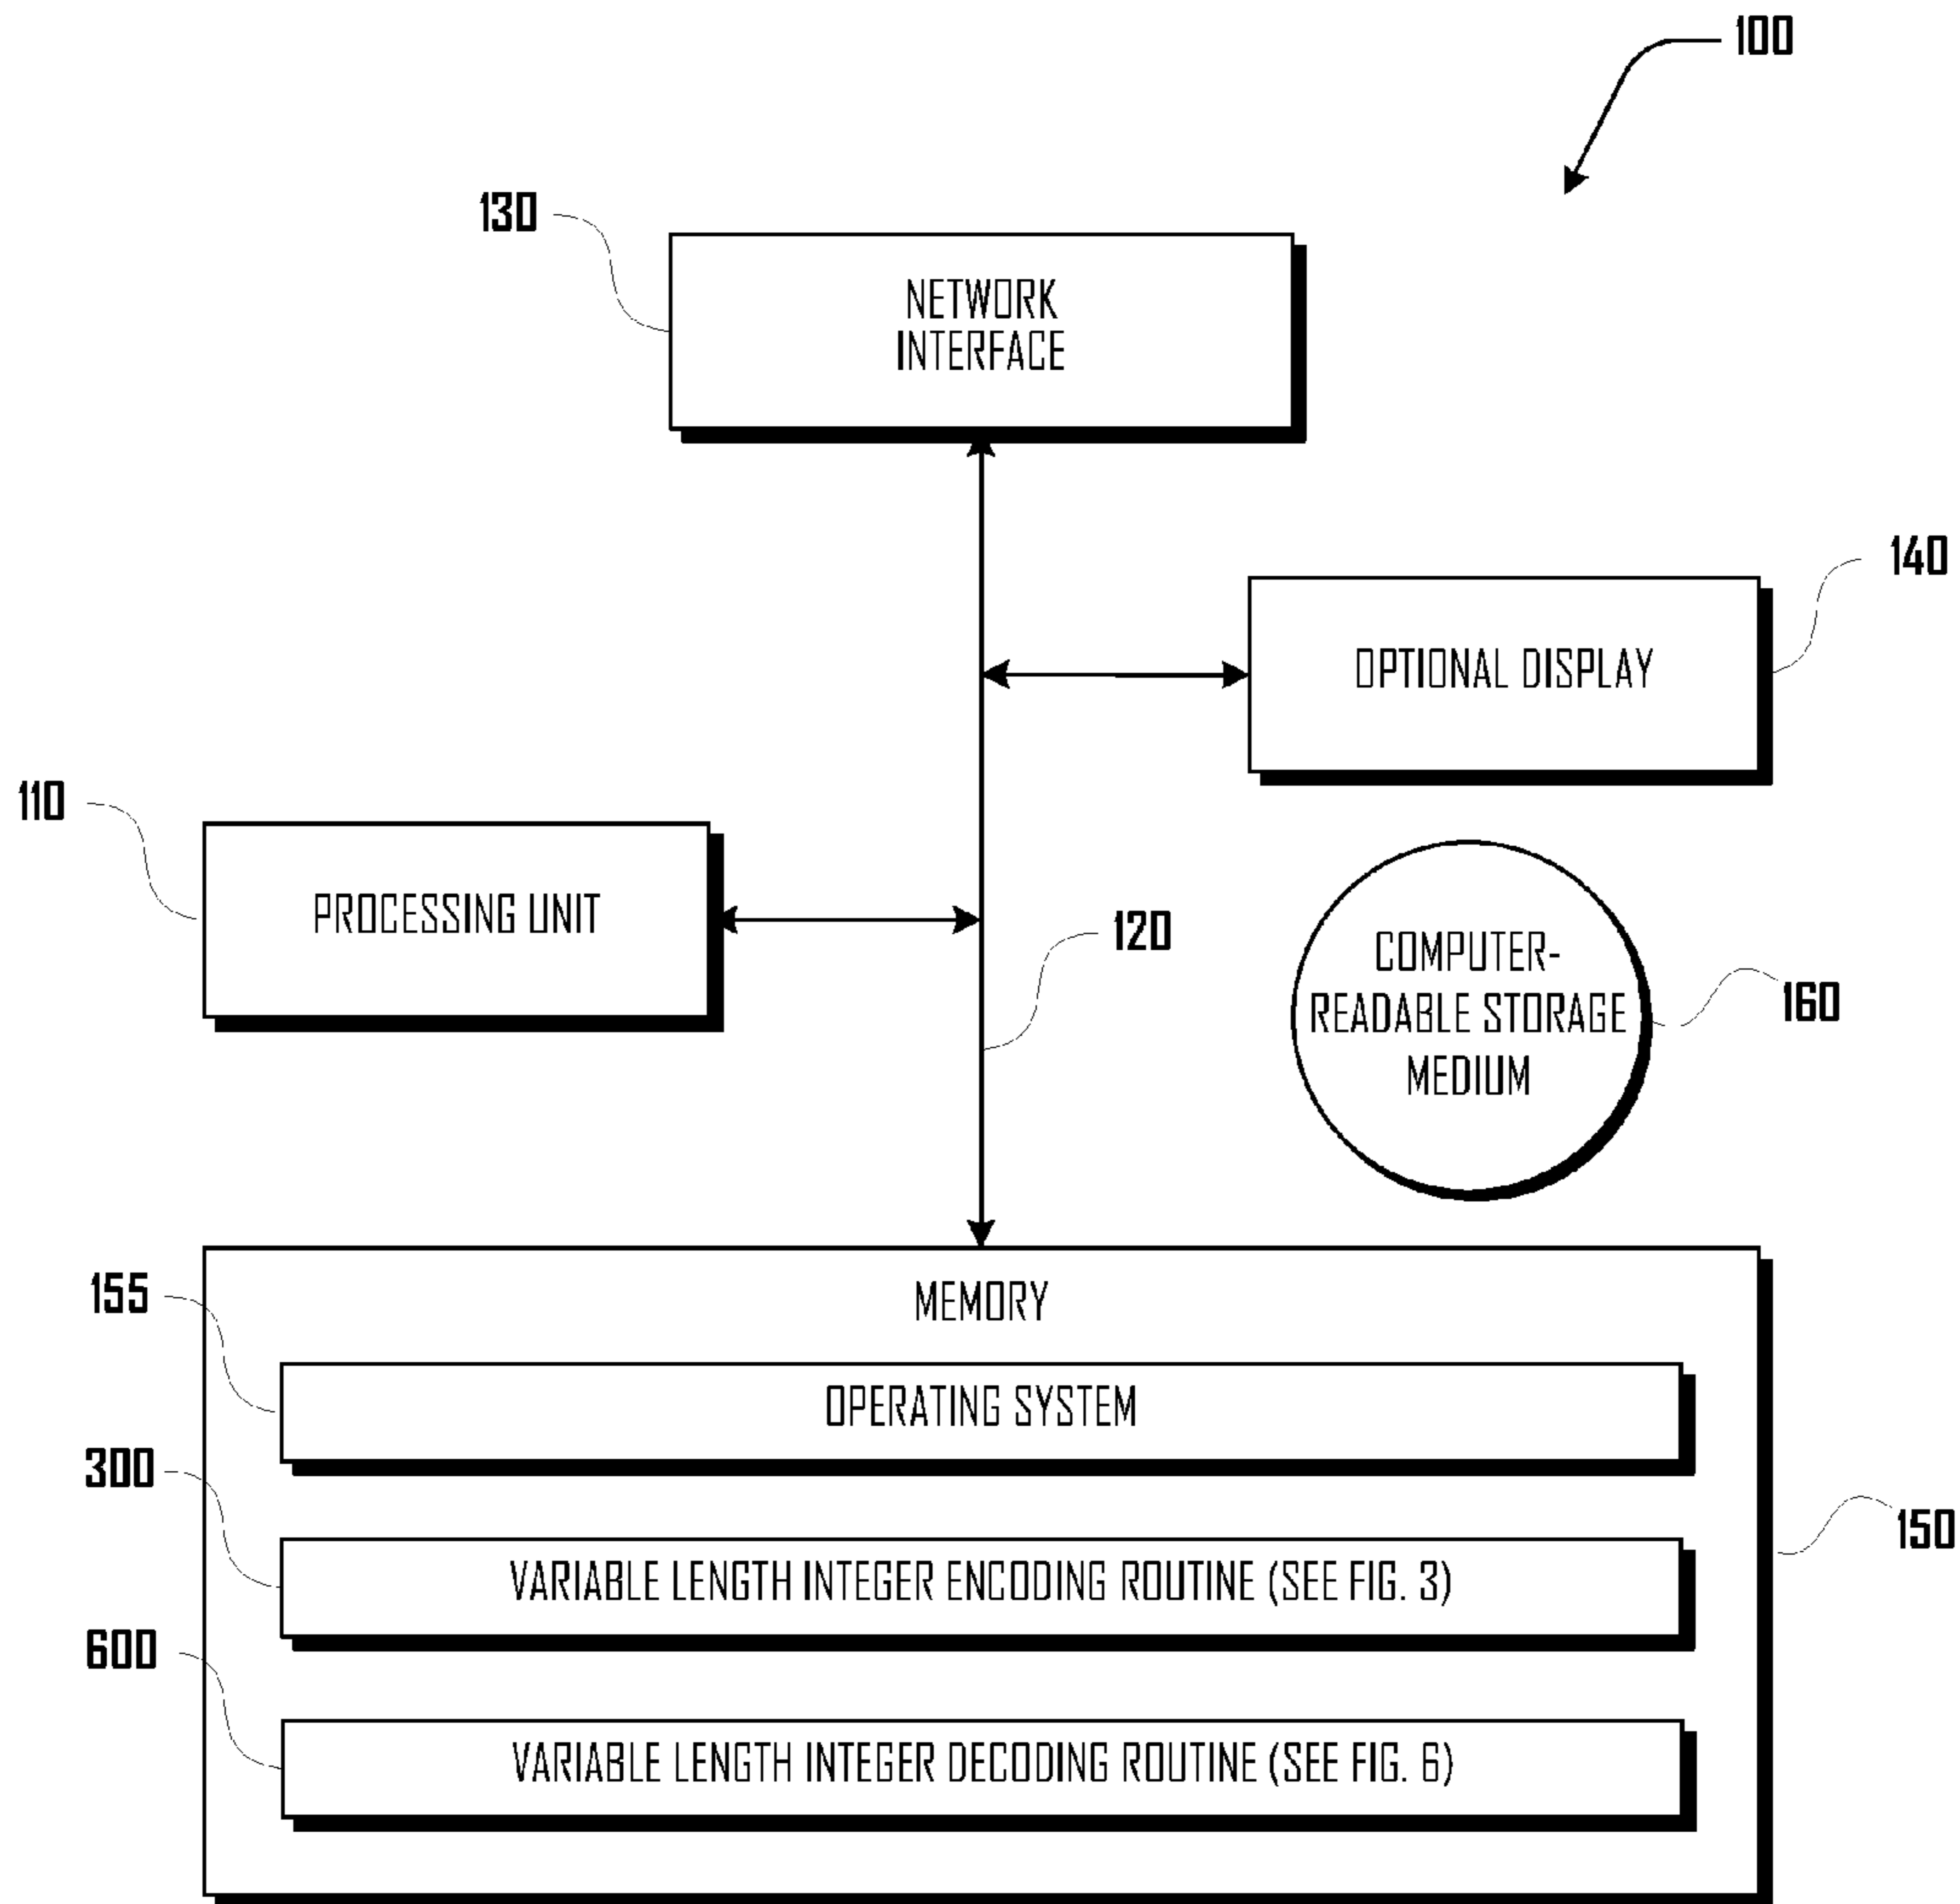 100
130
NETWORK
INTERFACE
140
OPTIONAL DISPLAY
110
PROCESSING UNIT
120
COMPUTER-
READABLE STORAGE
MEDIUM
160
MEMORY
155
OPERATING SYSTEM
300
VARIABLE LENGTH INTEGER ENCODING ROUTINE (SEE FIG. 3)
150
600
VARIABLE LENGTH INTEGER DECODING ROUTINE (SEE FIG. 6)